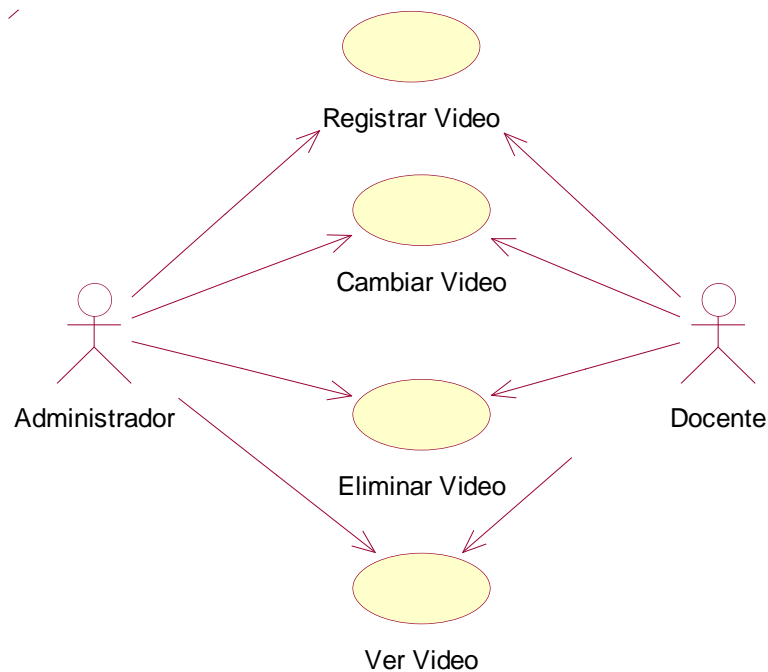 Registrar Video
Cambiar Video
Administrador
Docente
Eliminar Video
Ver Video